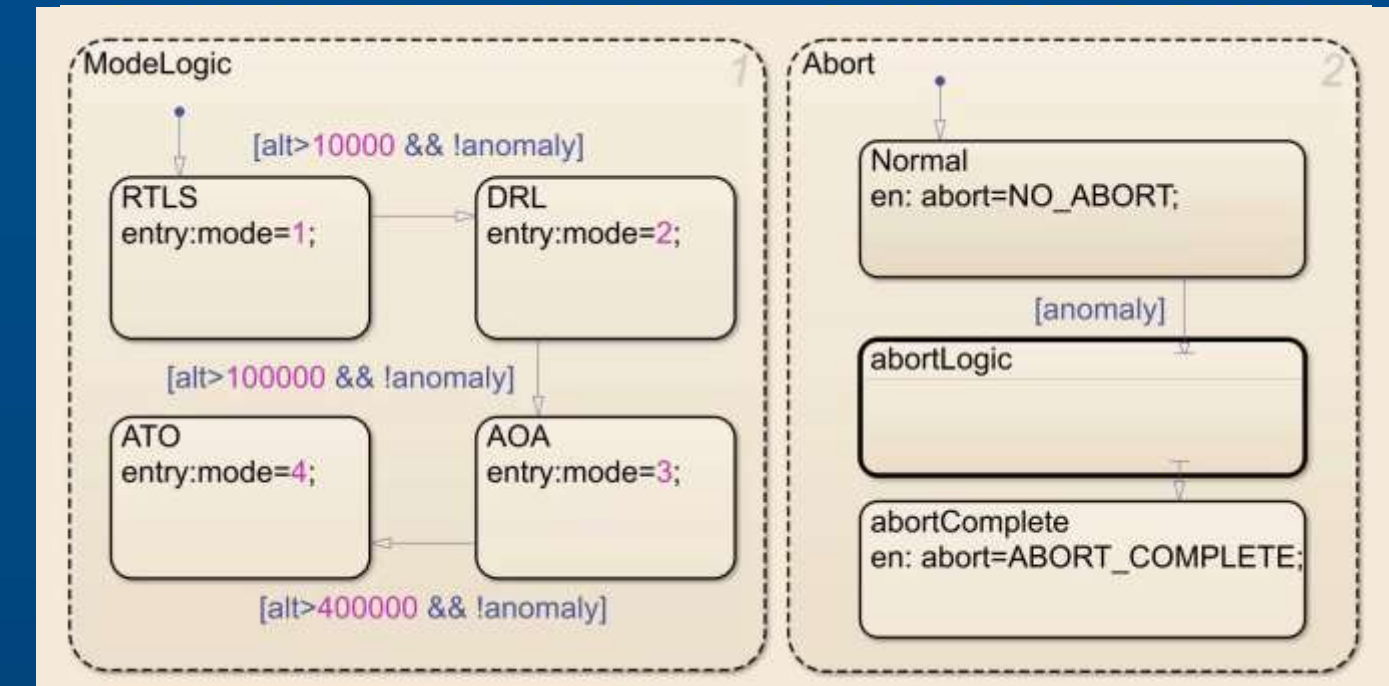 ModeLogic
1
[alt>10000 && !anomaly]
RTLS
entry:mode=1;
DRL
entry:mode=2;
[alt>100000 && !anomaly]
ATO
entry:mode=4;
AOA
entry:mode=3;
[alt>400000 && !anomaly]
Abort
2
Normal
en: abort=NO_ABORT;
[anomaly]
abortLogic
abortComplete
en: abort=ABORT_COMPLETE;